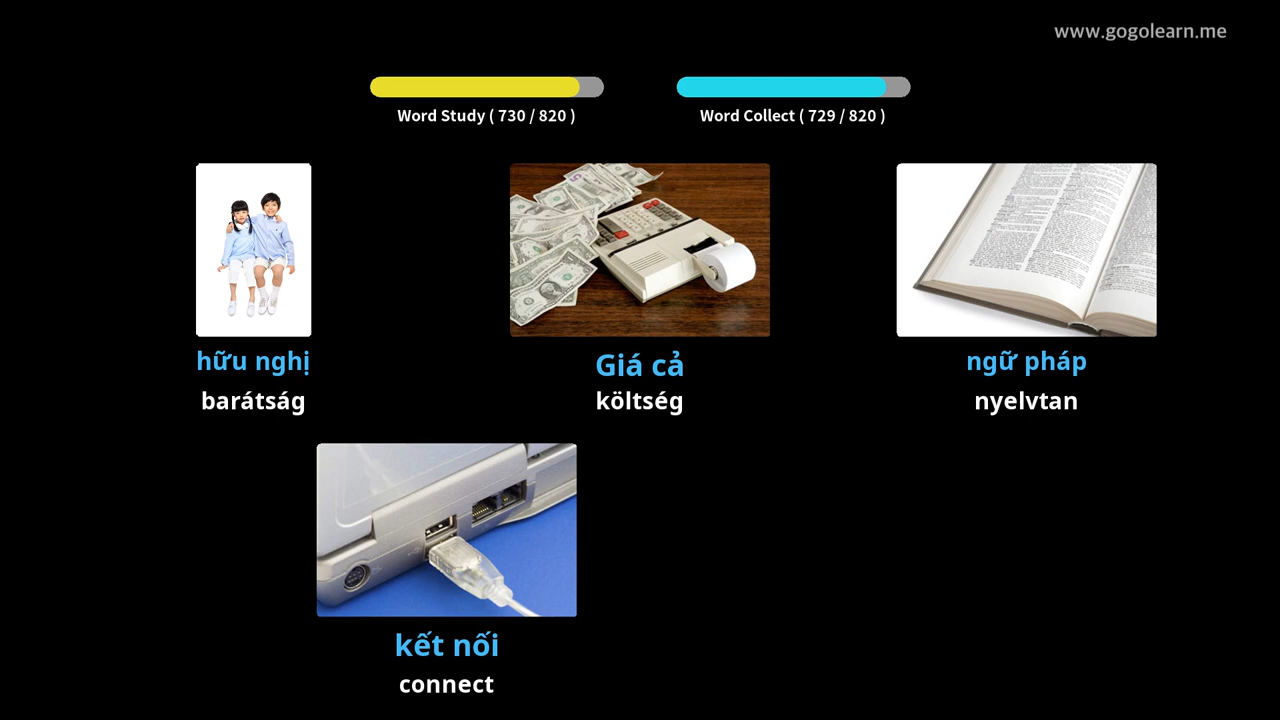 www.gogolearn.me
Word Study ( 730 / 820 )
Word Collect ( 729 / 820 )
hữu nghị
barátság
Giá cả
költség
ngữ pháp
nyelvtan
kết nối
connect